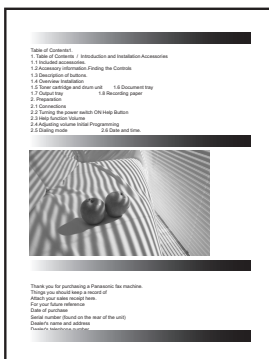 Table of Contents1.
1. Table of Contents / Introduction and Installation Accessories
1.1 Included accessories.
1.2 Accessory information.Finding the Controls
1.3 Description of buttons.
1.4 Overview Installation
1.5 Toner cartridge and drum unit 1.6 Document tray
1.7 Output tray 1.8 Recording paper
2. Preparation
2.1 Connections
2.2 Turning the power switch ON Help Button
2.3 Help function Volume
2.4 Adjusting volume Initial Programming
2.5 Dialing mode 2.6 Date and time.
Thank you for purchasing a Panasonic fax machine.
Things you should keep a record of
Attach your sales receipt here.
For your future reference
Date of purchase
Serial number (found on the rear of the unit)
Dealer's name and address
Dealer's telephone number